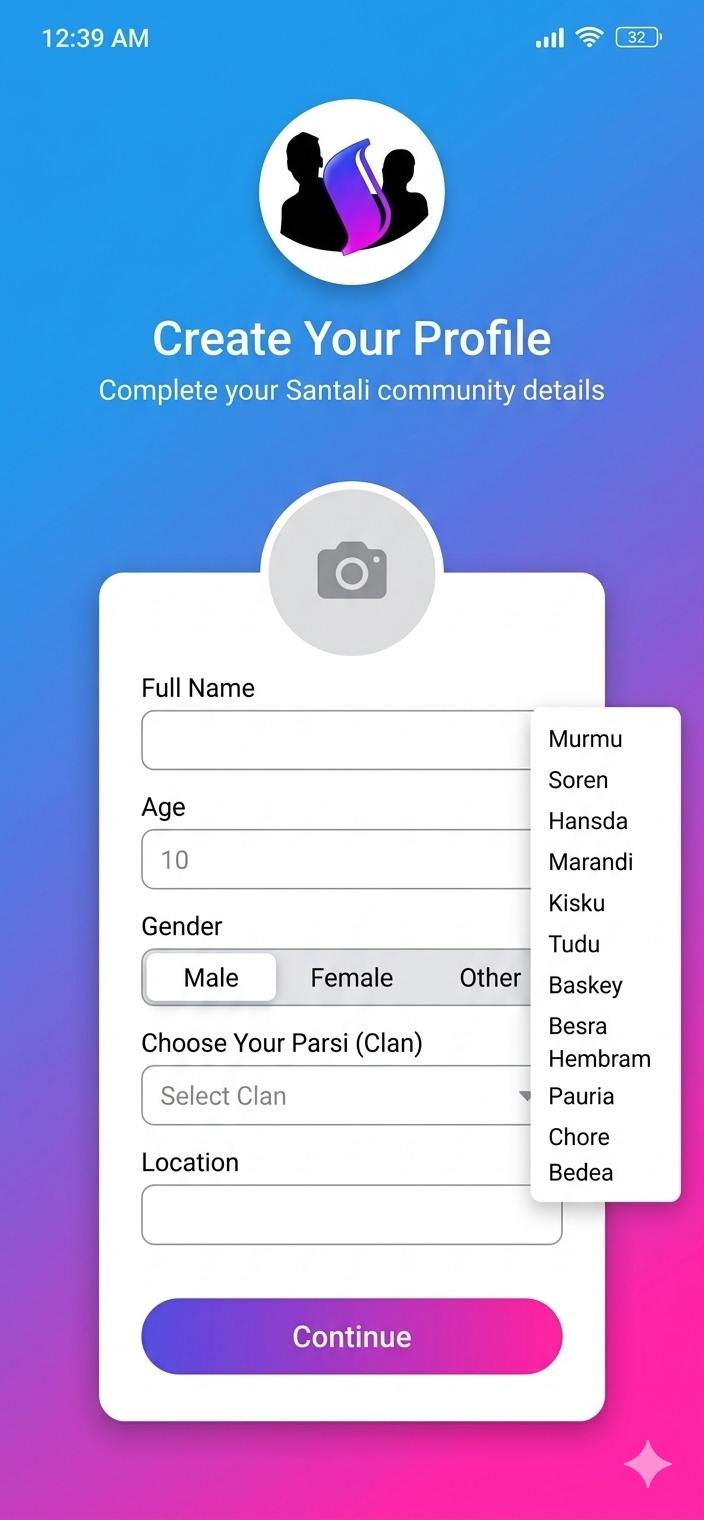 12:39 AM
32
Create Your Profile
Complete your Santali community details
Full Name
Age
10
Gender
Male Female Other
Choose Your Parsi (Clan)
Select Clan
Location
Murmu
Soren
Hansda
Marandi
Kisku
Tudu
Baskey
Besra
Hembram
Pauria
Chore
Bedea
Continue